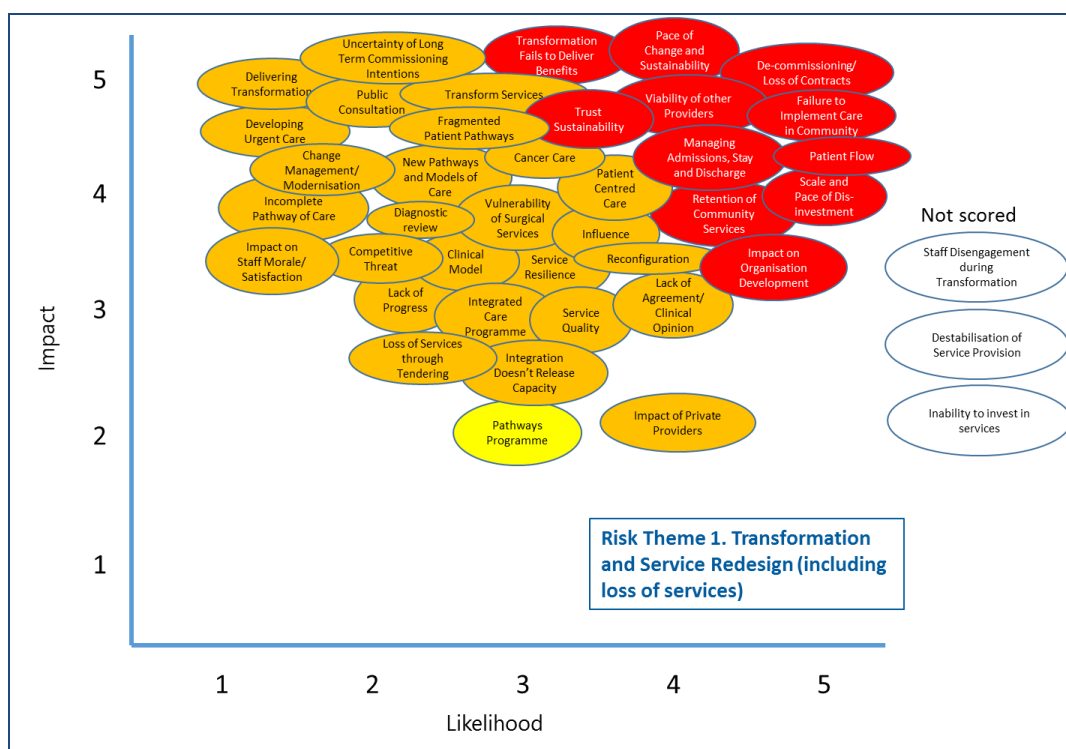 Uncertainty of Long
Term Commissioning
Intentions
Transformation
Fails to Deliver
Benefits
Pace of
Change and
Sustainability
De-commissioning/
Loss of Contracts
Delivering
Transformation
Public
Consultation
Transform Services
Viability of other
Providers
Failure to
Implement Care
in Community
Trust
Sustainability
Developing
Urgent Care
Fragmented
Patient Pathways
Cancer Care
Managing
Admissions, Stay
and Discharge
Patient Flow
Change
Management/
Modernisation
New Pathways
and Models of
Care
Patient
Centred
Care
Scale and
Pace of Dis-
investment
Incomplete
Pathway of Care
Diagnostic
review
Vulnerability
of Surgical
Services
Influence
Retention of
Community
Services
Impact on
Staff Morale/
Satisfaction
Competitive
Threat
Clinical
Model
Service
Resilience
Reconfiguration
Impact on
Organisation
Development
Lack of
Progress
Integrated
Care
Programme
Service
Quality
Lack of
Agreement/
Clinical
Opinion
Loss of Services
through
Tendering
Integration
Doesn't Release
Capacity
Pathways
Programme
Impact of Private
Providers
Not scored
Staff Disengagement
during
Transformation
Destabilisation of
Service Provision
Inability to invest in
services
Risk Theme 1. Transformation
and Service Redesign (including
loss of services)
Impact
5
4
3
2
1
1 2 3 4 5
Likelihood